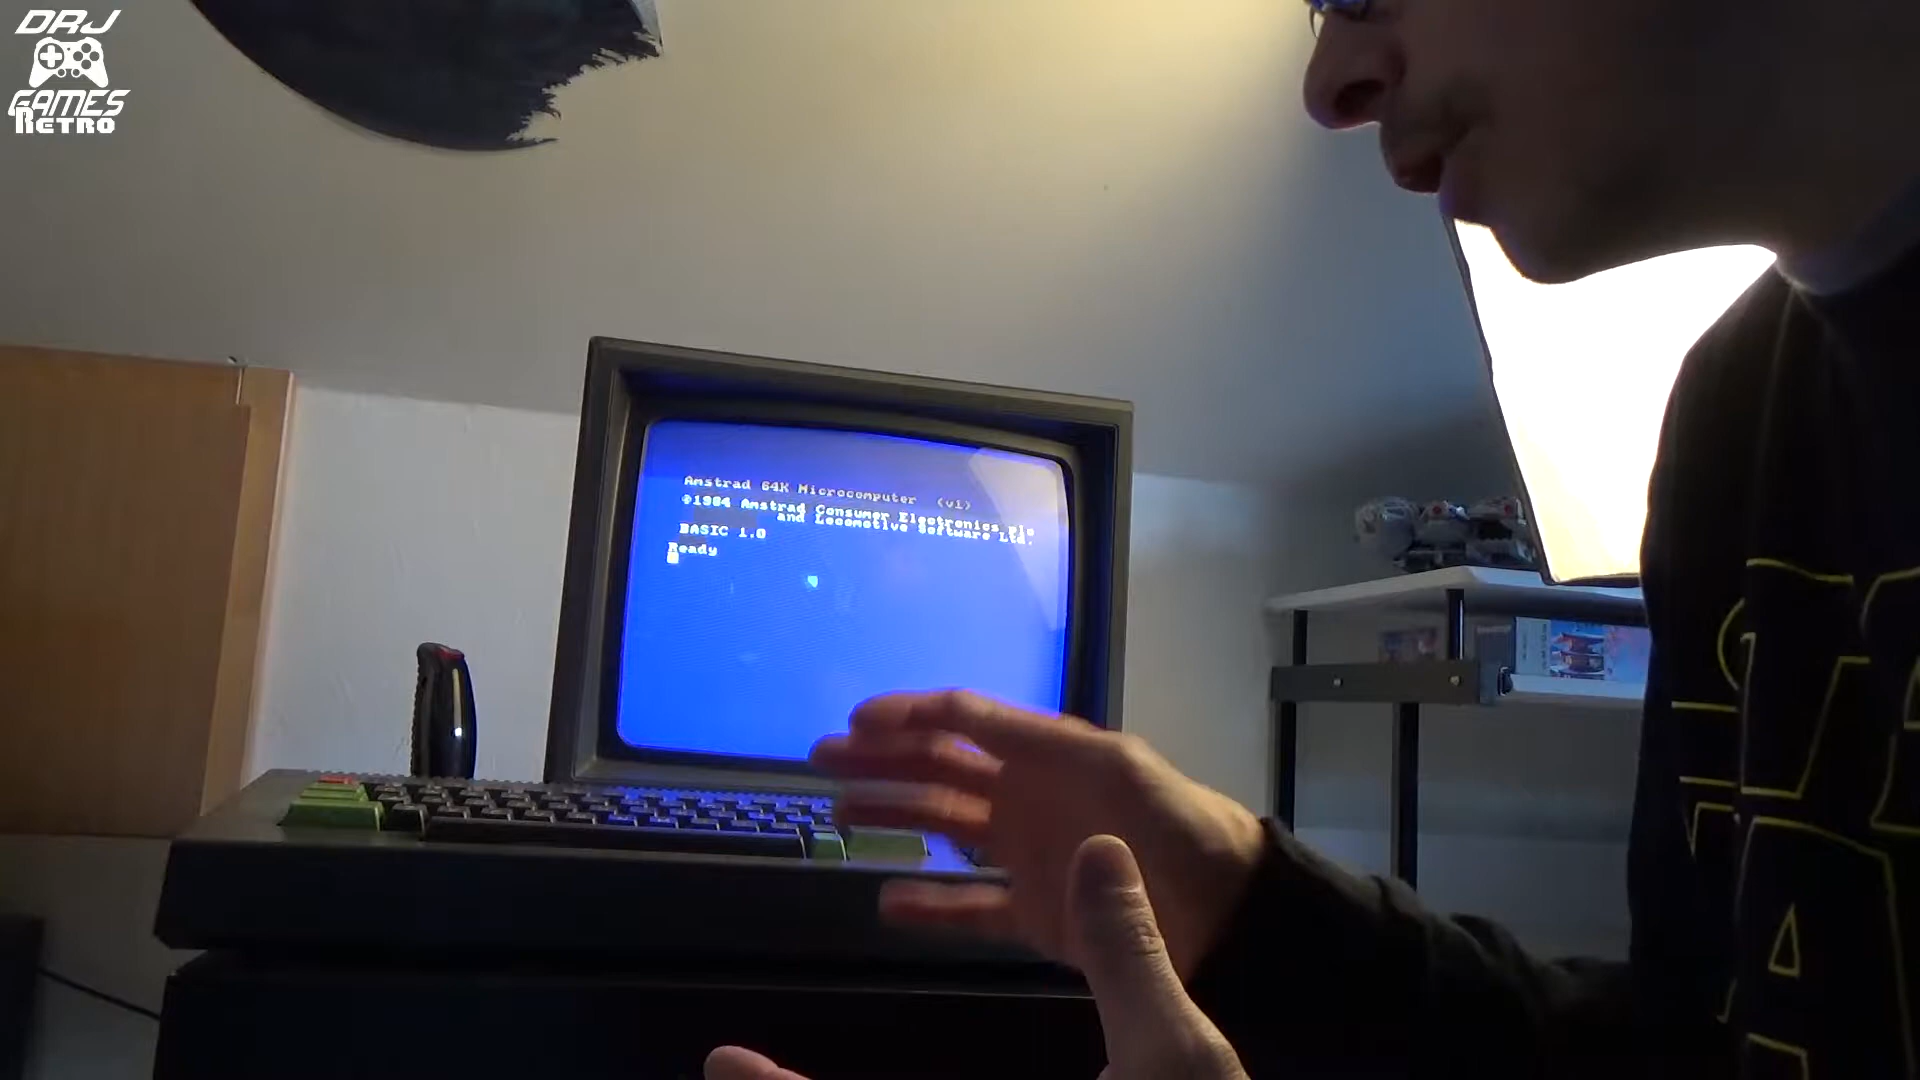 DRJ
GAMES
RETRO
Amstrad 64K Microcomputer (v1)
©1984 Amstrad Consumer Electronics plc
and Locomotive Software Ltd.
BASIC 1.0
Ready